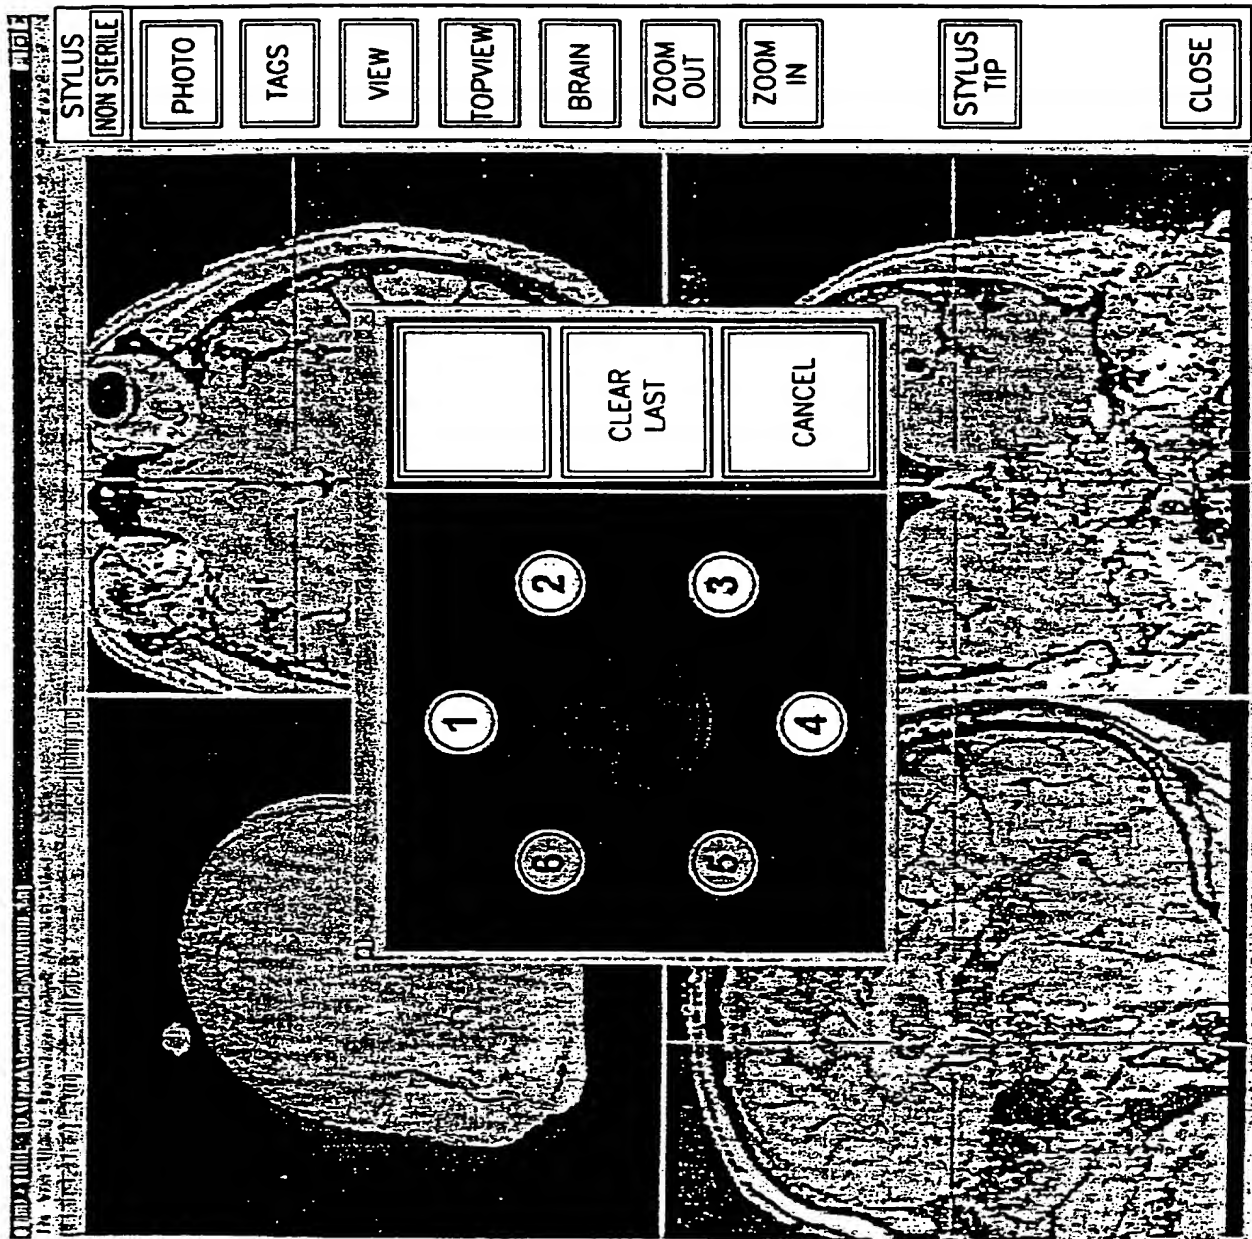 STYLUS
NON STERILE
PHOTO
TAGS
VIEW
TOPVIEW
BRAIN
ZOOM
OUT
ZOOM
IN
STYLUS
TIP
CLOSE
CLEAR
LAST
CANCEL
1
2
3
4
5
6